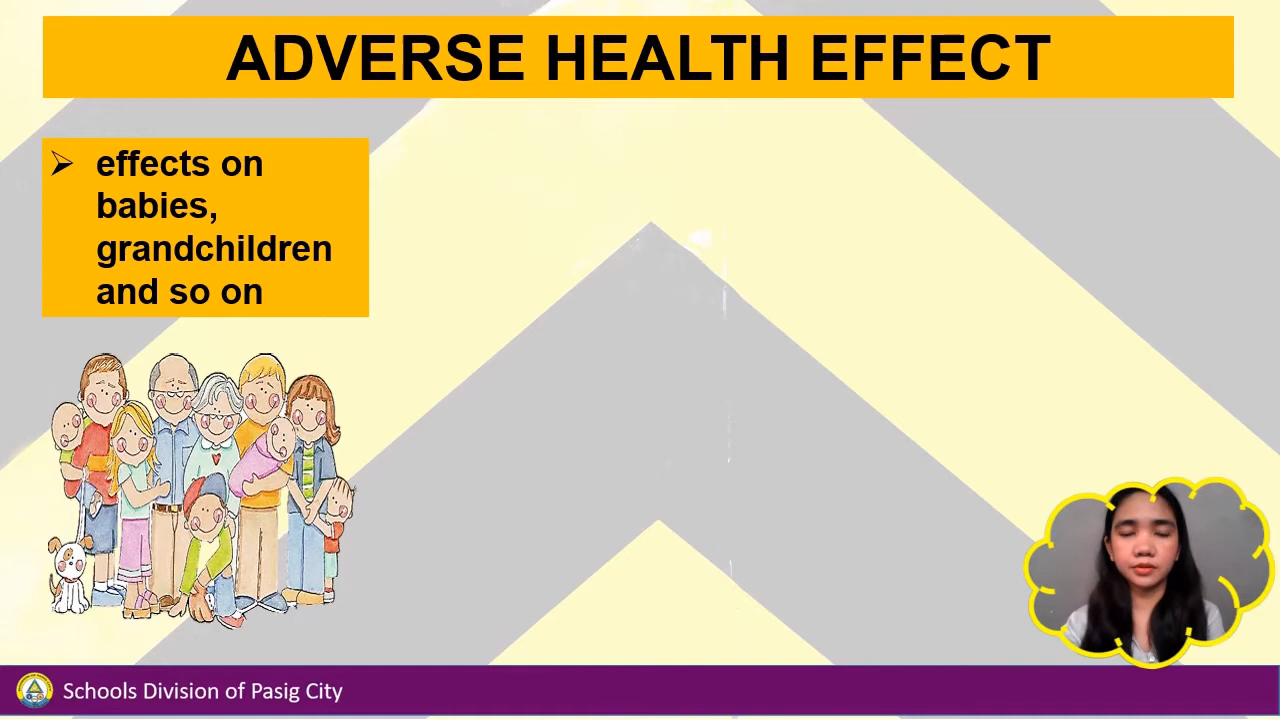 ADVERSE HEALTH EFFECT
➢ effects on
babies,
grandchildren
and so on
Schools Division of Pasig City